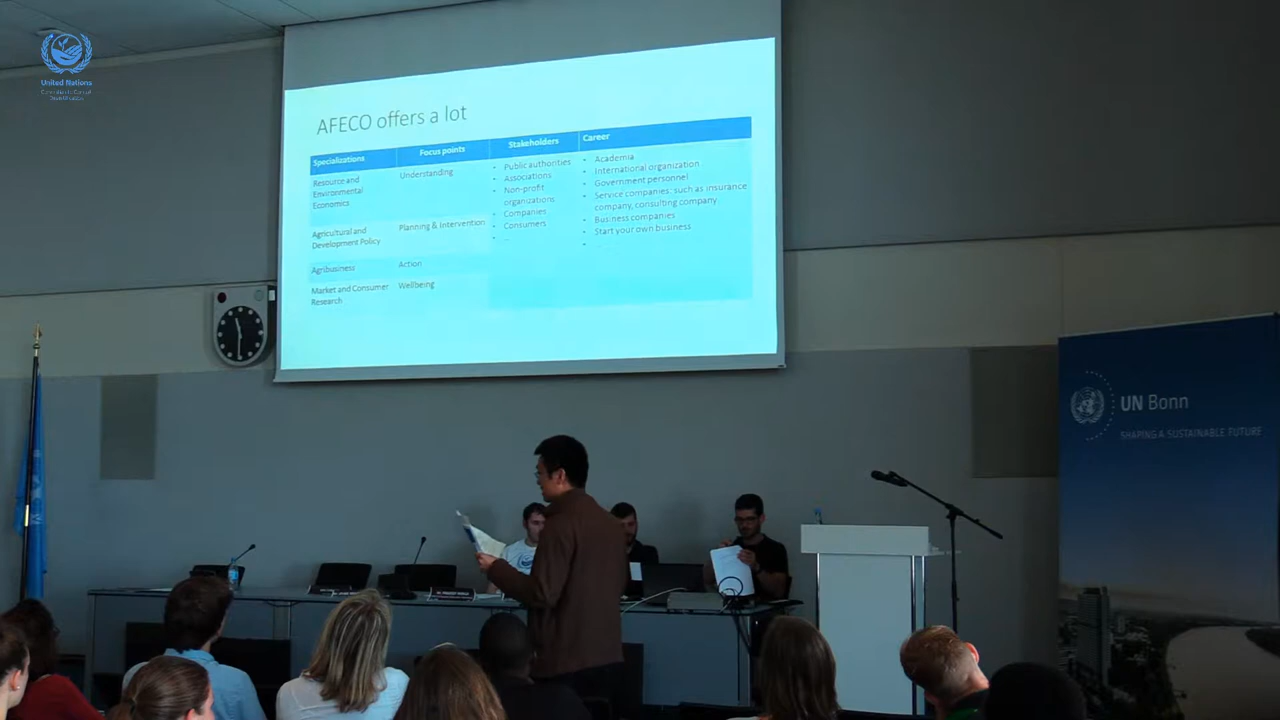 United Nations
AFECO offers a lot
Specializations
Focus points
Stakeholders
Career
Resource and
Environmental
Economics
Understanding
Agricultural and
Development Policy
Planning & Intervention
Agribusiness
Action
Market and Consumer
Research
Wellbeing
• Public authorities
• Associations
• Non-profit
organizations
• Companies
• Consumers
...
• Academia
• International organization
• Government personnel
• Service companies: such as insurance
company, consulting company
• Business companies
• Start your own business
UN Bonn
SHAPING A SUSTAINABLE FUTURE